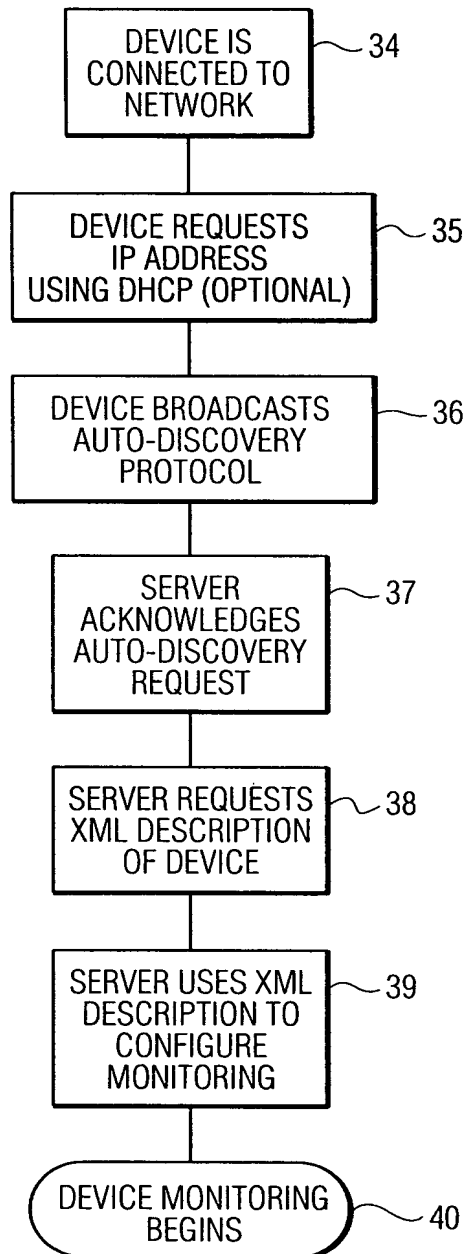 DEVICE IS
CONNECTED TO
NETWORK
34
DEVICE REQUESTS
IP ADDRESS
USING DHCP (OPTIONAL)
35
DEVICE BROADCASTS
AUTO-DISCOVERY
PROTOCOL
36
SERVER
ACKNOWLEDGES
AUTO-DISCOVERY
REQUEST
37
SERVER REQUESTS
XML DESCRIPTION
OF DEVICE
38
SERVER USES XML
DESCRIPTION TO
CONFIGURE
MONITORING
39
DEVICE MONITORING
BEGINS
40